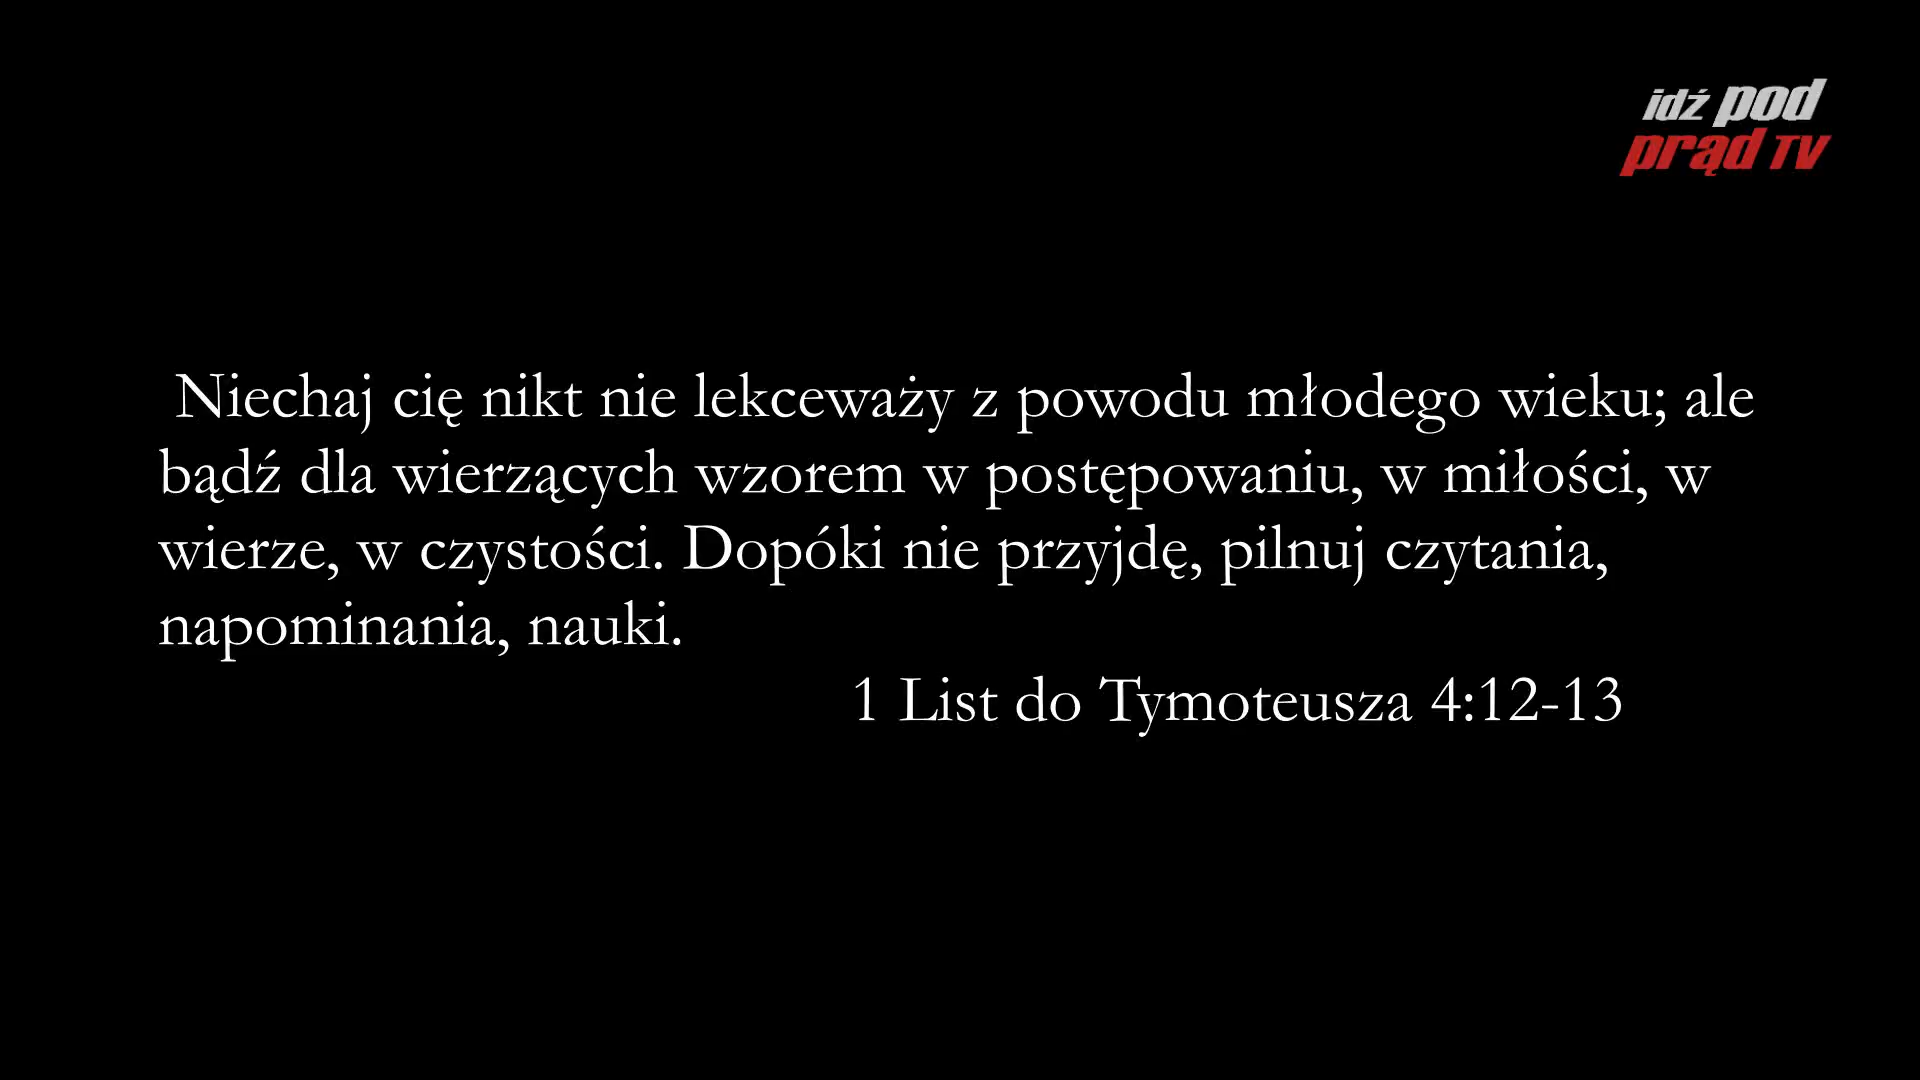 idź pod
prąd TV
Niechaj cię nikt nie lekceważy z powodu młodego wieku; ale
bądź dla wierzących wzorem w postępowaniu, w miłości, w
wierze, w czystości. Dopóki nie przyjdę, pilnuj czytania,
napominania, nauki.
1 List do Tymoteusza 4:12-13